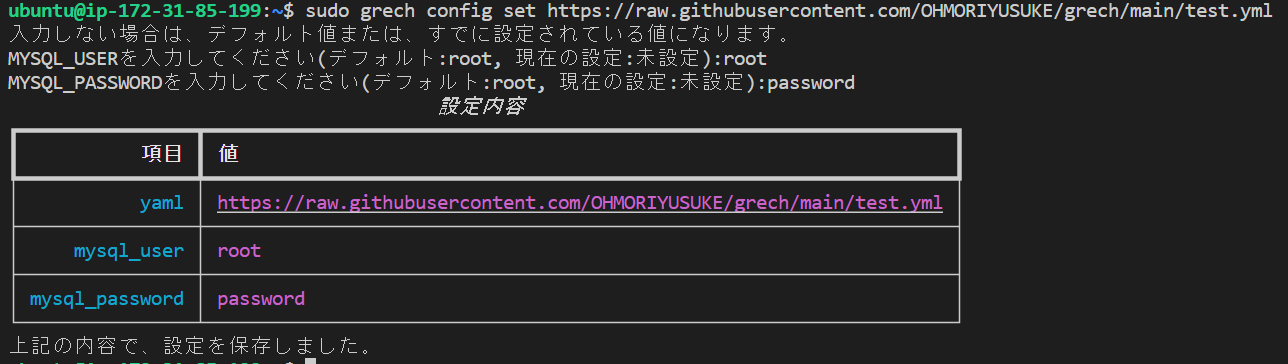 ubuntu@ip-172-31-85-199:~$ sudo grech config set https://raw.githubusercontent.com/OHMORIYUSUKE/grech/main/test.yml
入力しない場合は、デフォルト値または、すでに設定されている値になります。
MYSQL_USERを入力してください(デフォルト:root, 現在の設定:未設定):root
MYSQL_PASSWORDを入力してください(デフォルト:root, 現在の設定:未設定):password
設定内容
項目 値
yaml https://raw.githubusercontent.com/OHMORIYUSUKE/grech/main/test.yml
mysql_user root
mysql_password password
上記の内容で、設定を保存しました。